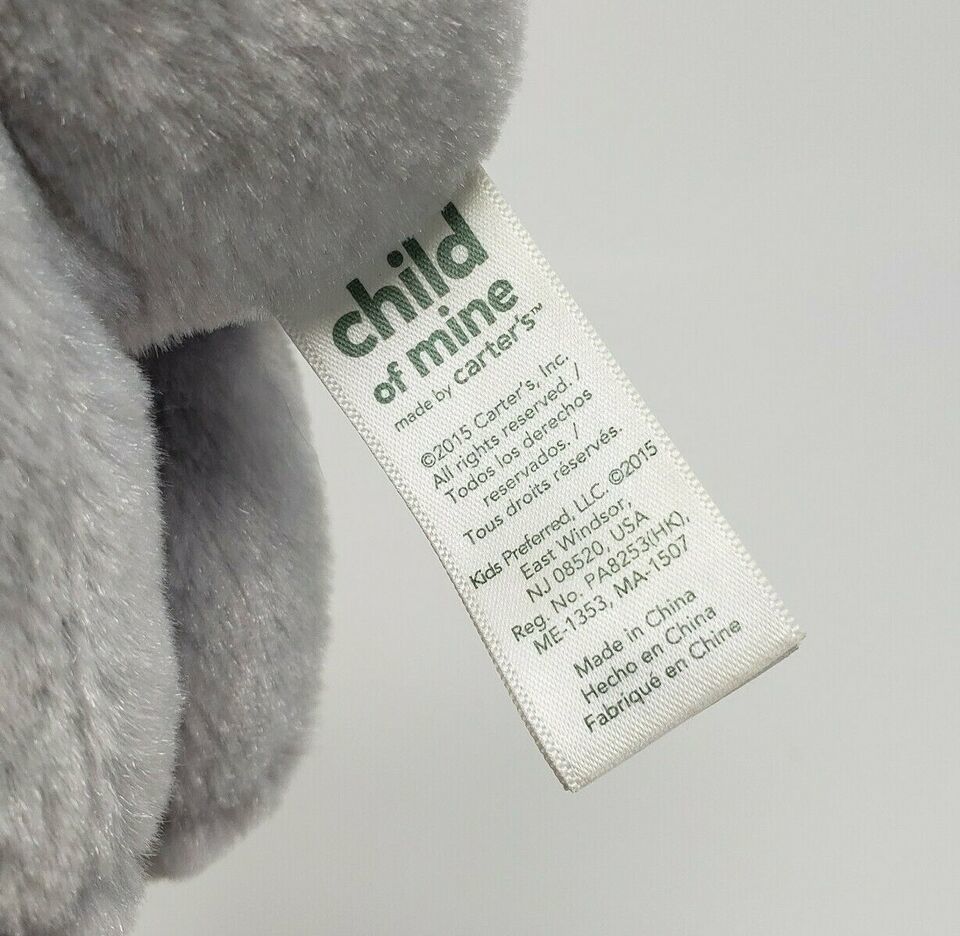 child
of mine
made by carter's™
©2015 Carter's, Inc.
All rights reserved. /
Todos los derechos
reservados. /
Tous droits réservés.
Kids Preferred, LLC. ©2015
East Windsor,
NJ 08520, USA
Reg. No. PA8253(HK),
ME-1353, MA-1507
Made in China
Hecho en China
Fabriqué en Chine